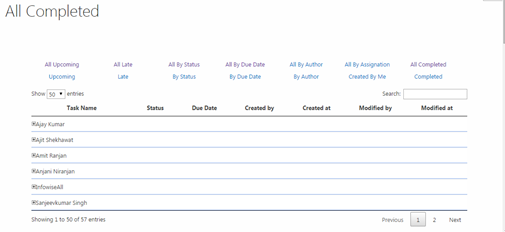 All Completed
All Upcoming All Late All By Status All By Due Date All By Author All By Assignation All Completed
Upcoming Late By Status By Due Date By Author Created By Me Completed
Show 50 entries Search:
Task Name Status Due Date Created by Created at Modified by Modified at
Ajay Kumar
Ajit Shekhawat
Amit Ranjan
Anjani Niranjan
InfowiseAll
Sanjeevkumar Singh
Showing 1 to 50 of 57 entries Previous 1 2 Next